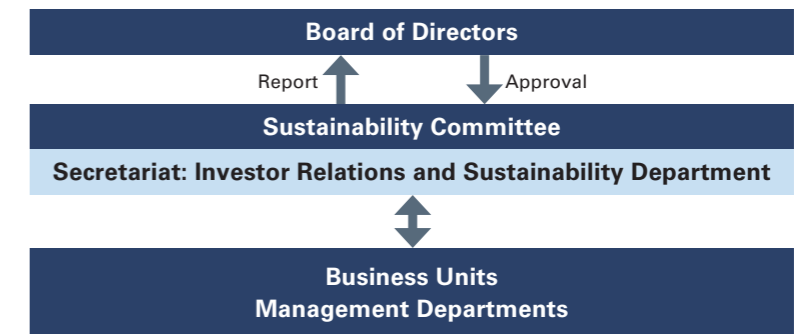 Board of Directors
Report
Approval
Sustainability Committee
Secretariat: Investor Relations and Sustainability Department
Business Units
Management Departments